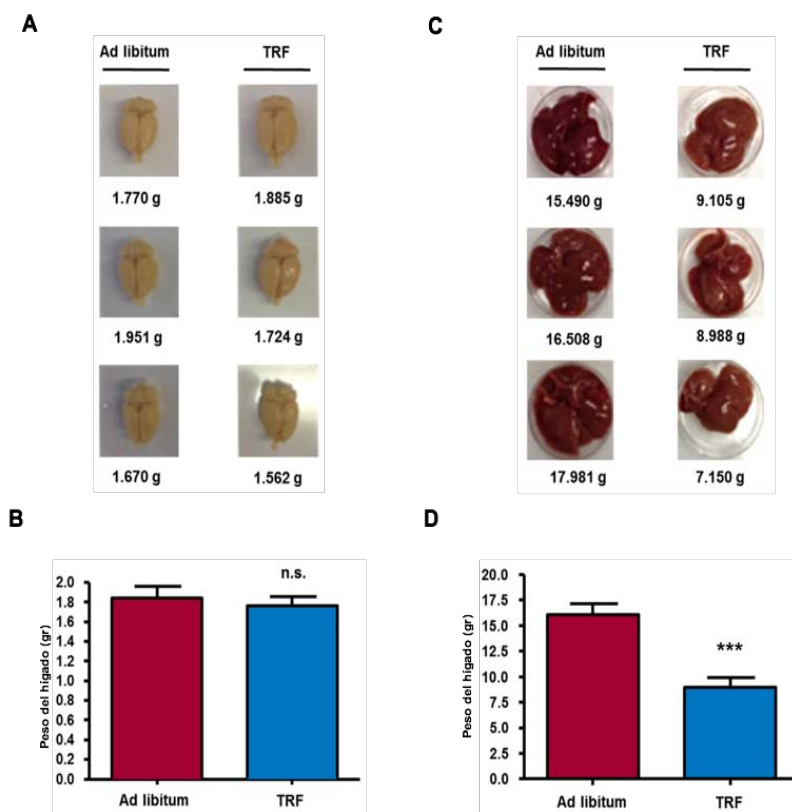 A
Ad libitum TRF
1.770 g 1.885 g
1.951 g 1.724 g
1.670 g 1.562 g
C
Ad libitum TRF
15.490 g 9.105 g
16.508 g 8.988 g
17.981 g 7.150 g
B
Peso del higado (gr)
2.0
1.8
1.6
1.4
1.2
1.0
0.8
0.6
0.4
0.2
0.0
n.s.
Ad libitum TRF
D
Peso del higado (gr)
20.0
17.5
15.0
12.5
10.0
7.5
5.0
2.5
0.0
***
Ad libitum TRF